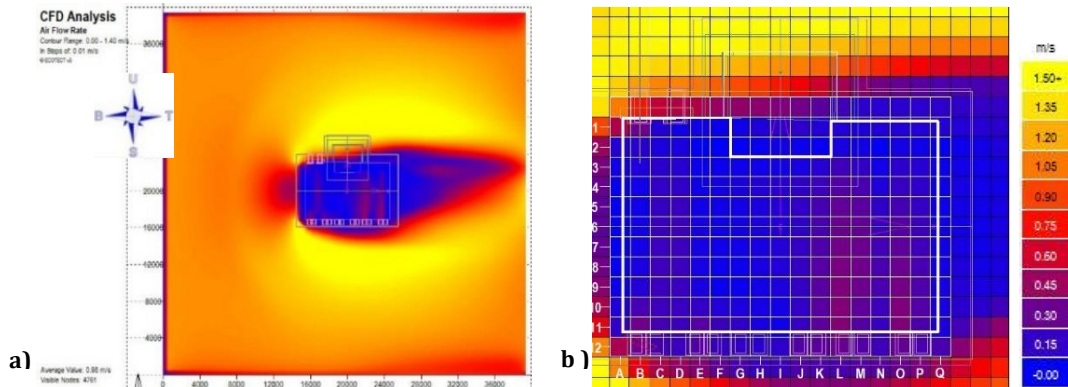 CFD Analysis
Air Flow Rate
Contour Range: 0.00 - 1.40 m/s
In Steps of: 0.01 m/s
U
B T
S
36000
20000
16000
12000
8000
4000
4000 8000 12000 16000 20000 24000 28000 32000 36000
Average Value: 0.98 m/s
Visible Nodes: 4761
a)
m/s
1.50+
1.35
1.20
1.05
0.90
0.75
0.60
0.45
0.30
0.15
-0.00
1
2
3
4
5
6
7
8
9
10
11
12
A B C D E F G H I J K L M N O P Q
b)